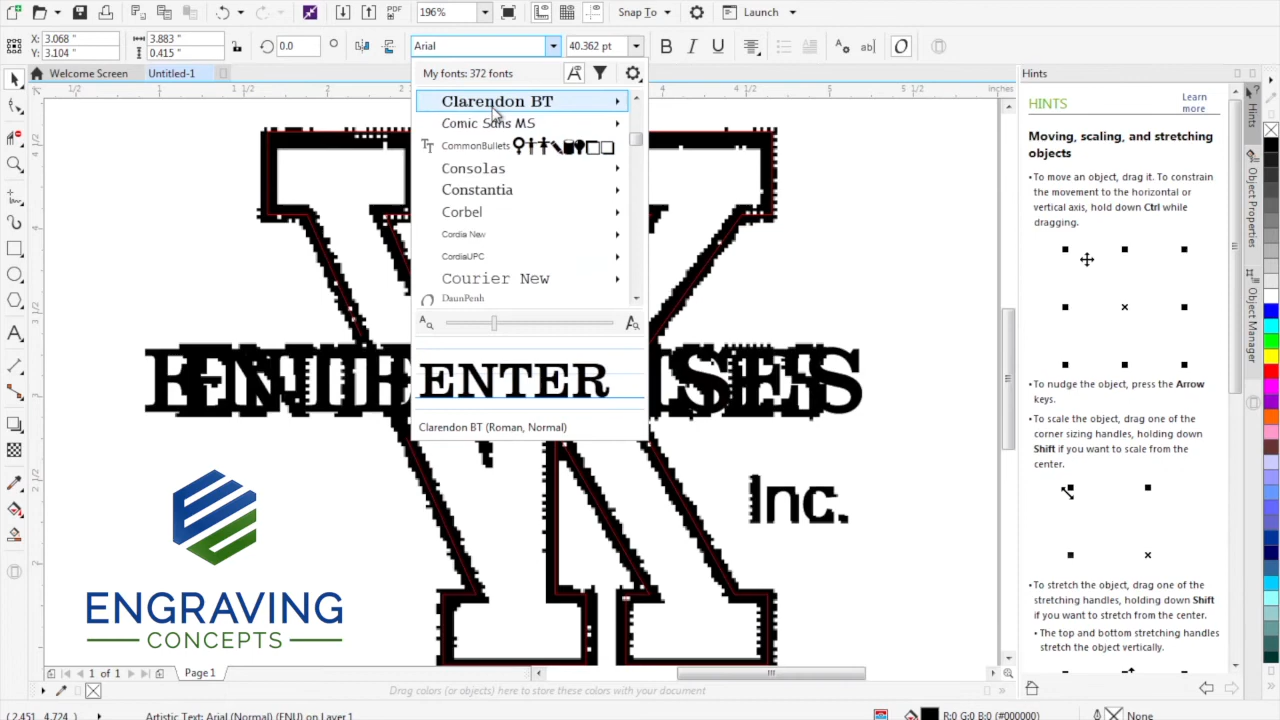 PDF
196%
Snap To
Launch
X: 3.068 "
Y: 3.104 "
3.883 "
0.415 "
0.0
Arial
40.362 pt
B I U
ab|
O
Welcome Screen
Untitled-1
My fonts: 372 fonts
Clarendon BT
Comic Sans MS
CommonBullets
Consolas
Constantia
Corbel
Cordia New
CordiaUPC
Courier New
DaunPenh
ENTER
Clarendon BT (Roman, Normal)
inches
Inc.
ENGRAVING
CONCEPTS
Hints
HINTS
Learn
more
Moving, scaling, and stretching
objects
• To move an object, drag it. To constrain
the movement to the horizontal or
vertical axis, hold down Ctrl while
dragging.
• To nudge the object, press the Arrow
keys.
• To scale the object, drag one of the
corner sizing handles, holding down
Shift if you want to scale from the
center.
• To stretch the object, drag one of the
stretching handles, holding down Shift
if you want to stretch from the center.
• The top and bottom stretching handles
stretch the object vertically.
Hints
Object Properties
Object Manager
1 of 1
Page 1
Drag colors (or objects) here to store these colors with your document
(2.451, 4.724 )
Artistic Text: Arial (Normal) (ENU) on Layer 1
R:0 G:0 B:0 (#000000)
None